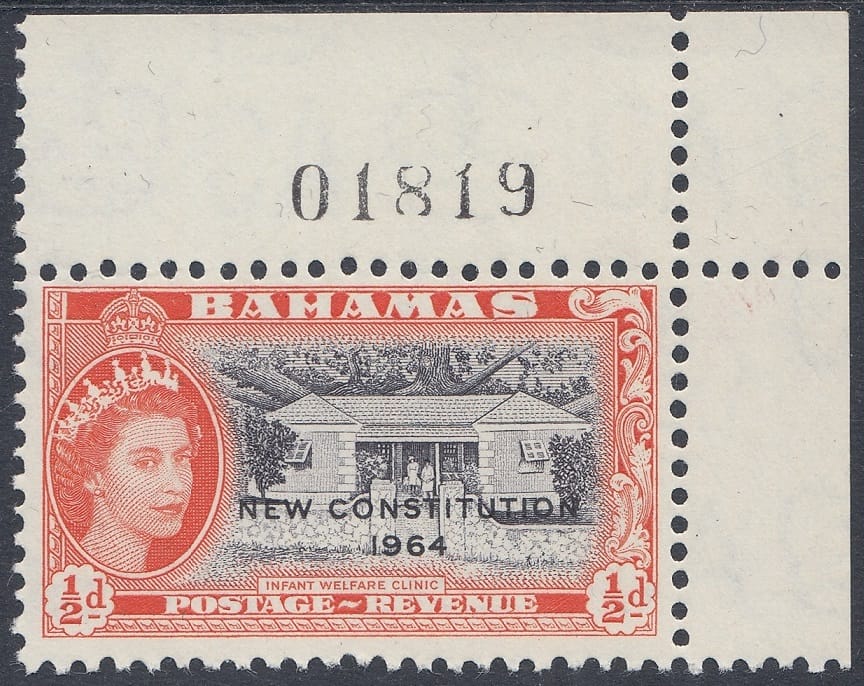 01819
BAHAMAS
NEW CONSTITUTION
1964
INFANT WELFARE CLINIC
½d ½d
POSTAGE~REVENUE